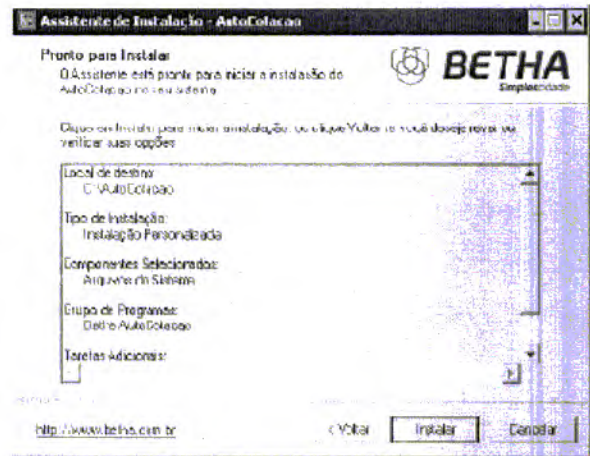 Assistente de Instalação - AutoColacao
Pronto para Instalar
O Assistente está pronto para iniciar a instalação do
AutoColacao no seu sistema
BETHA
Simplescidade
Clique em Instalar para iniciar a instalação, ou clique Voltar se você deseja rever ou
verificar suas opções
Local de destino:
C:\AutoColacao
Tipo de Instalação:
Instalação Personalizada
Componentes Selecionados:
Arquivos do Sistema
Grupo de Programas:
Betha AutoColacao
Tarefas Adicionais:
http://www.betha.com.br
< Voltar
Instalar
Cancelar